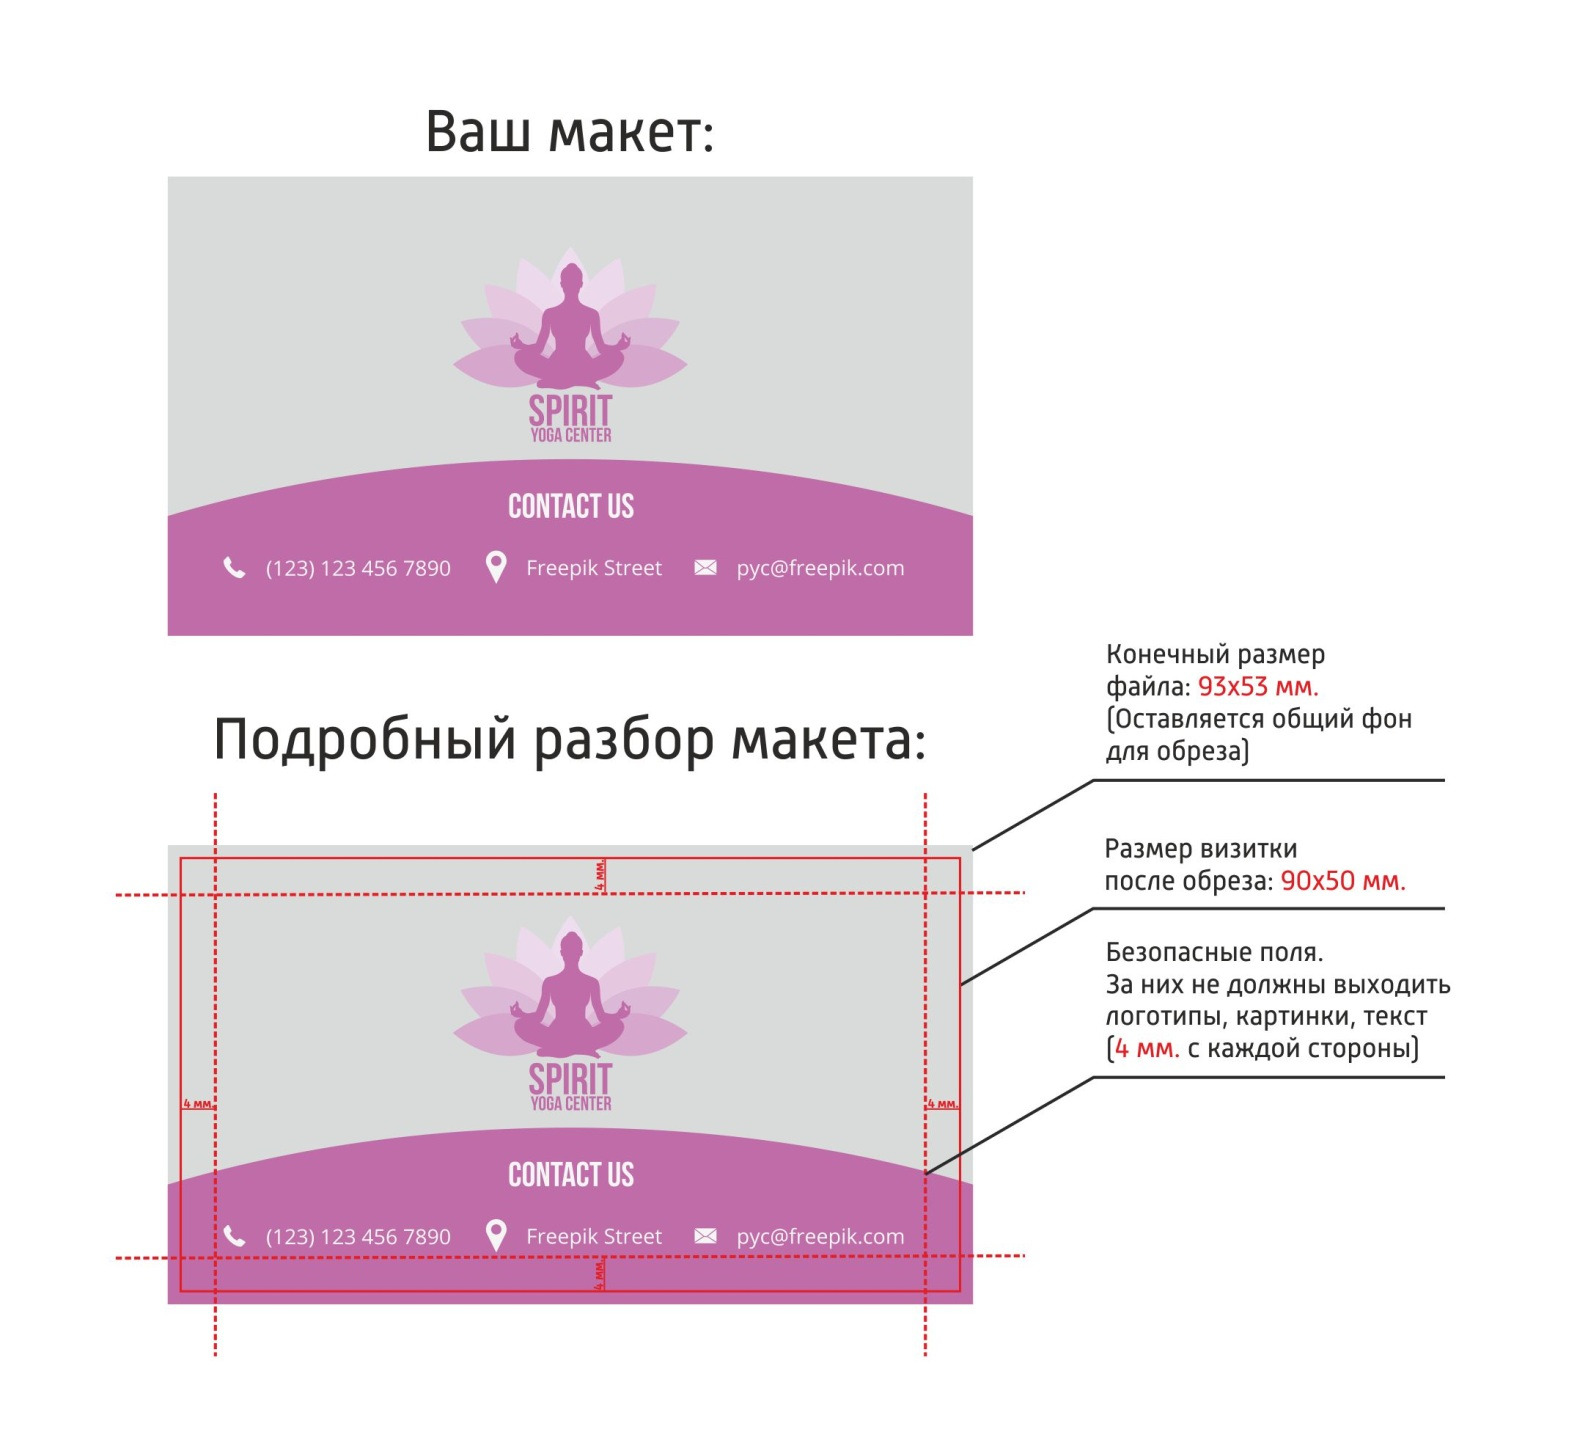 Ваш макет:
SPIRIT
YOGA CENTER
CONTACT US
(123) 123 456 7890 Freepik Street pyc@freepik.com
Подробный разбор макета:
Конечный размер
файла: 93х53 мм.
(Оставляется общий фон
для обреза)
Размер визитки
после обреза: 90х50 мм.
Безопасные поля.
За них не должны выходить
логотипы, картинки, текст
(4 мм. с каждой стороны)
4 мм.
SPIRIT
YOGA CENTER
4 мм.
4 мм.
CONTACT US
(123) 123 456 7890 Freepik Street pyc@freepik.com
4 мм.